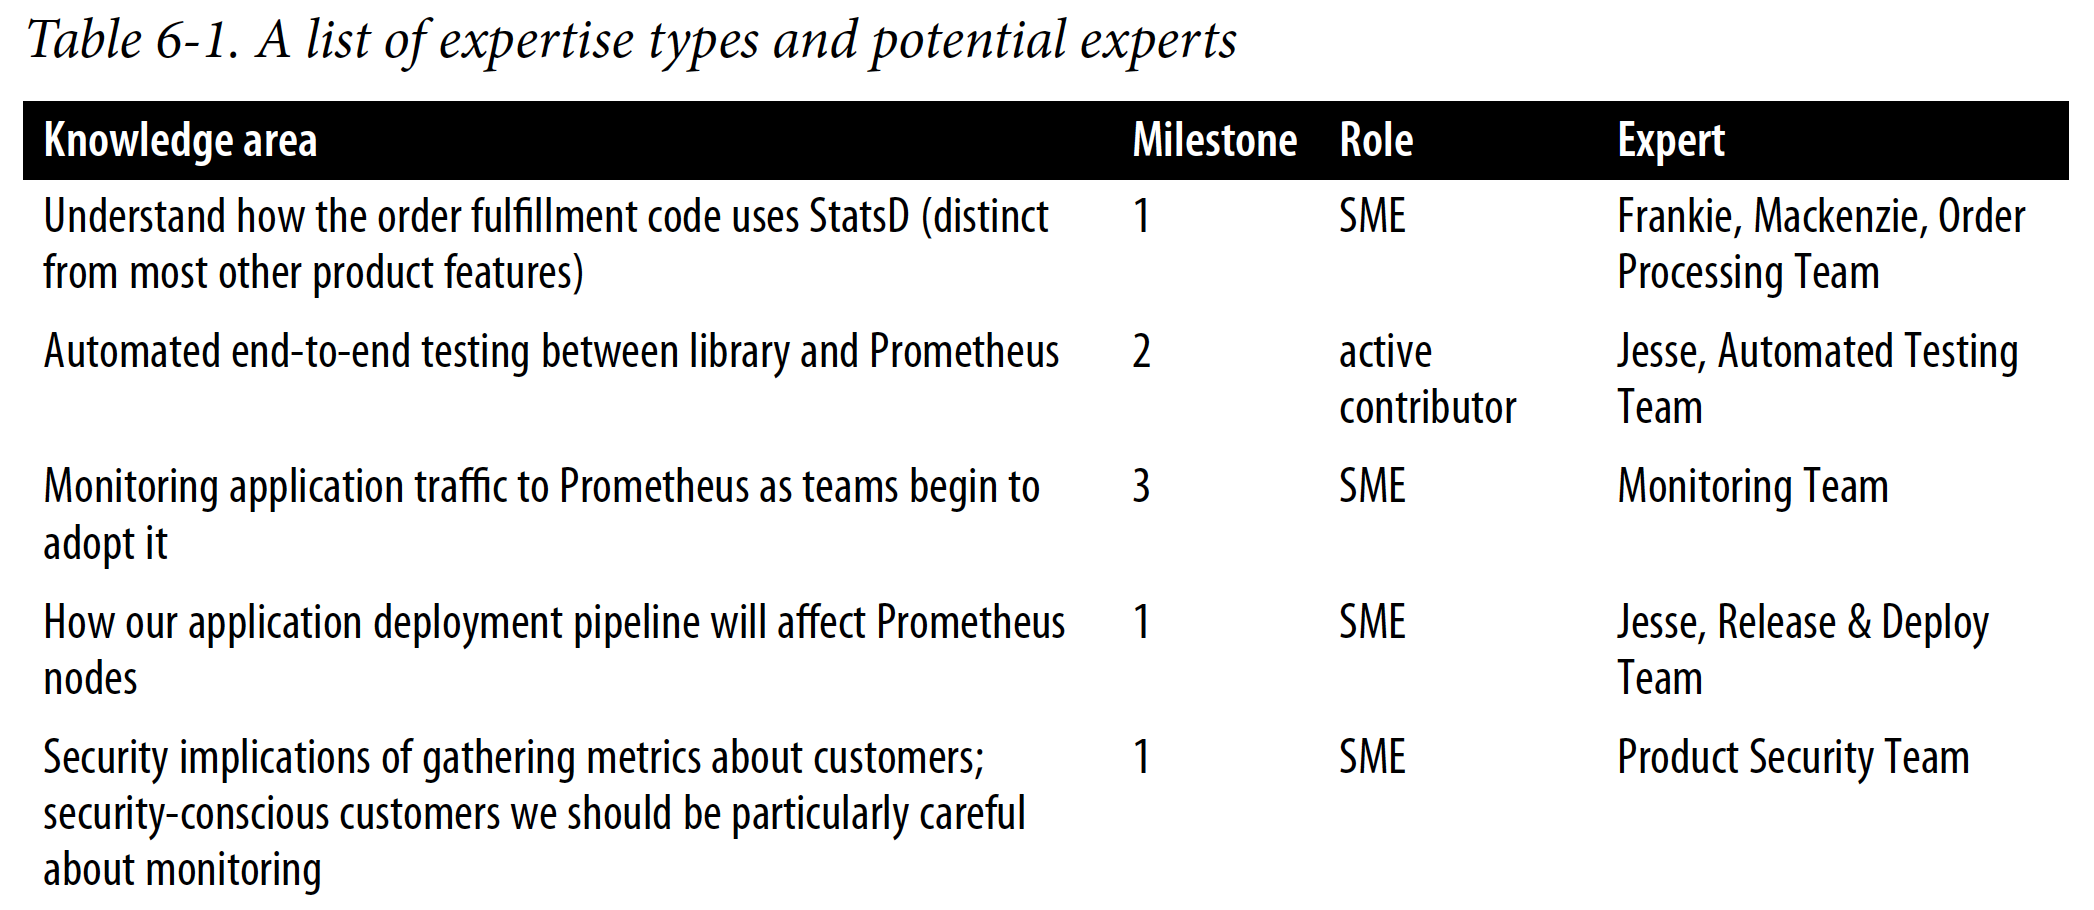 Table 6-1. A list of expertise types and potential experts
Knowledge area Milestone Role Expert
Understand how the order fulfillment code uses StatsD (distinct 1 SME Frankie, Mackenzie, Order
from most other product features) Processing Team
Automated end-to-end testing between library and Prometheus 2 active Jesse, Automated Testing
contributor Team
Monitoring application traffic to Prometheus as teams begin to 3 SME Monitoring Team
adopt it
How our application deployment pipeline will affect Prometheus 1 SME Jesse, Release & Deploy
nodes Team
Security implications of gathering metrics about customers; 1 SME Product Security Team
security-conscious customers we should be particularly careful
about monitoring